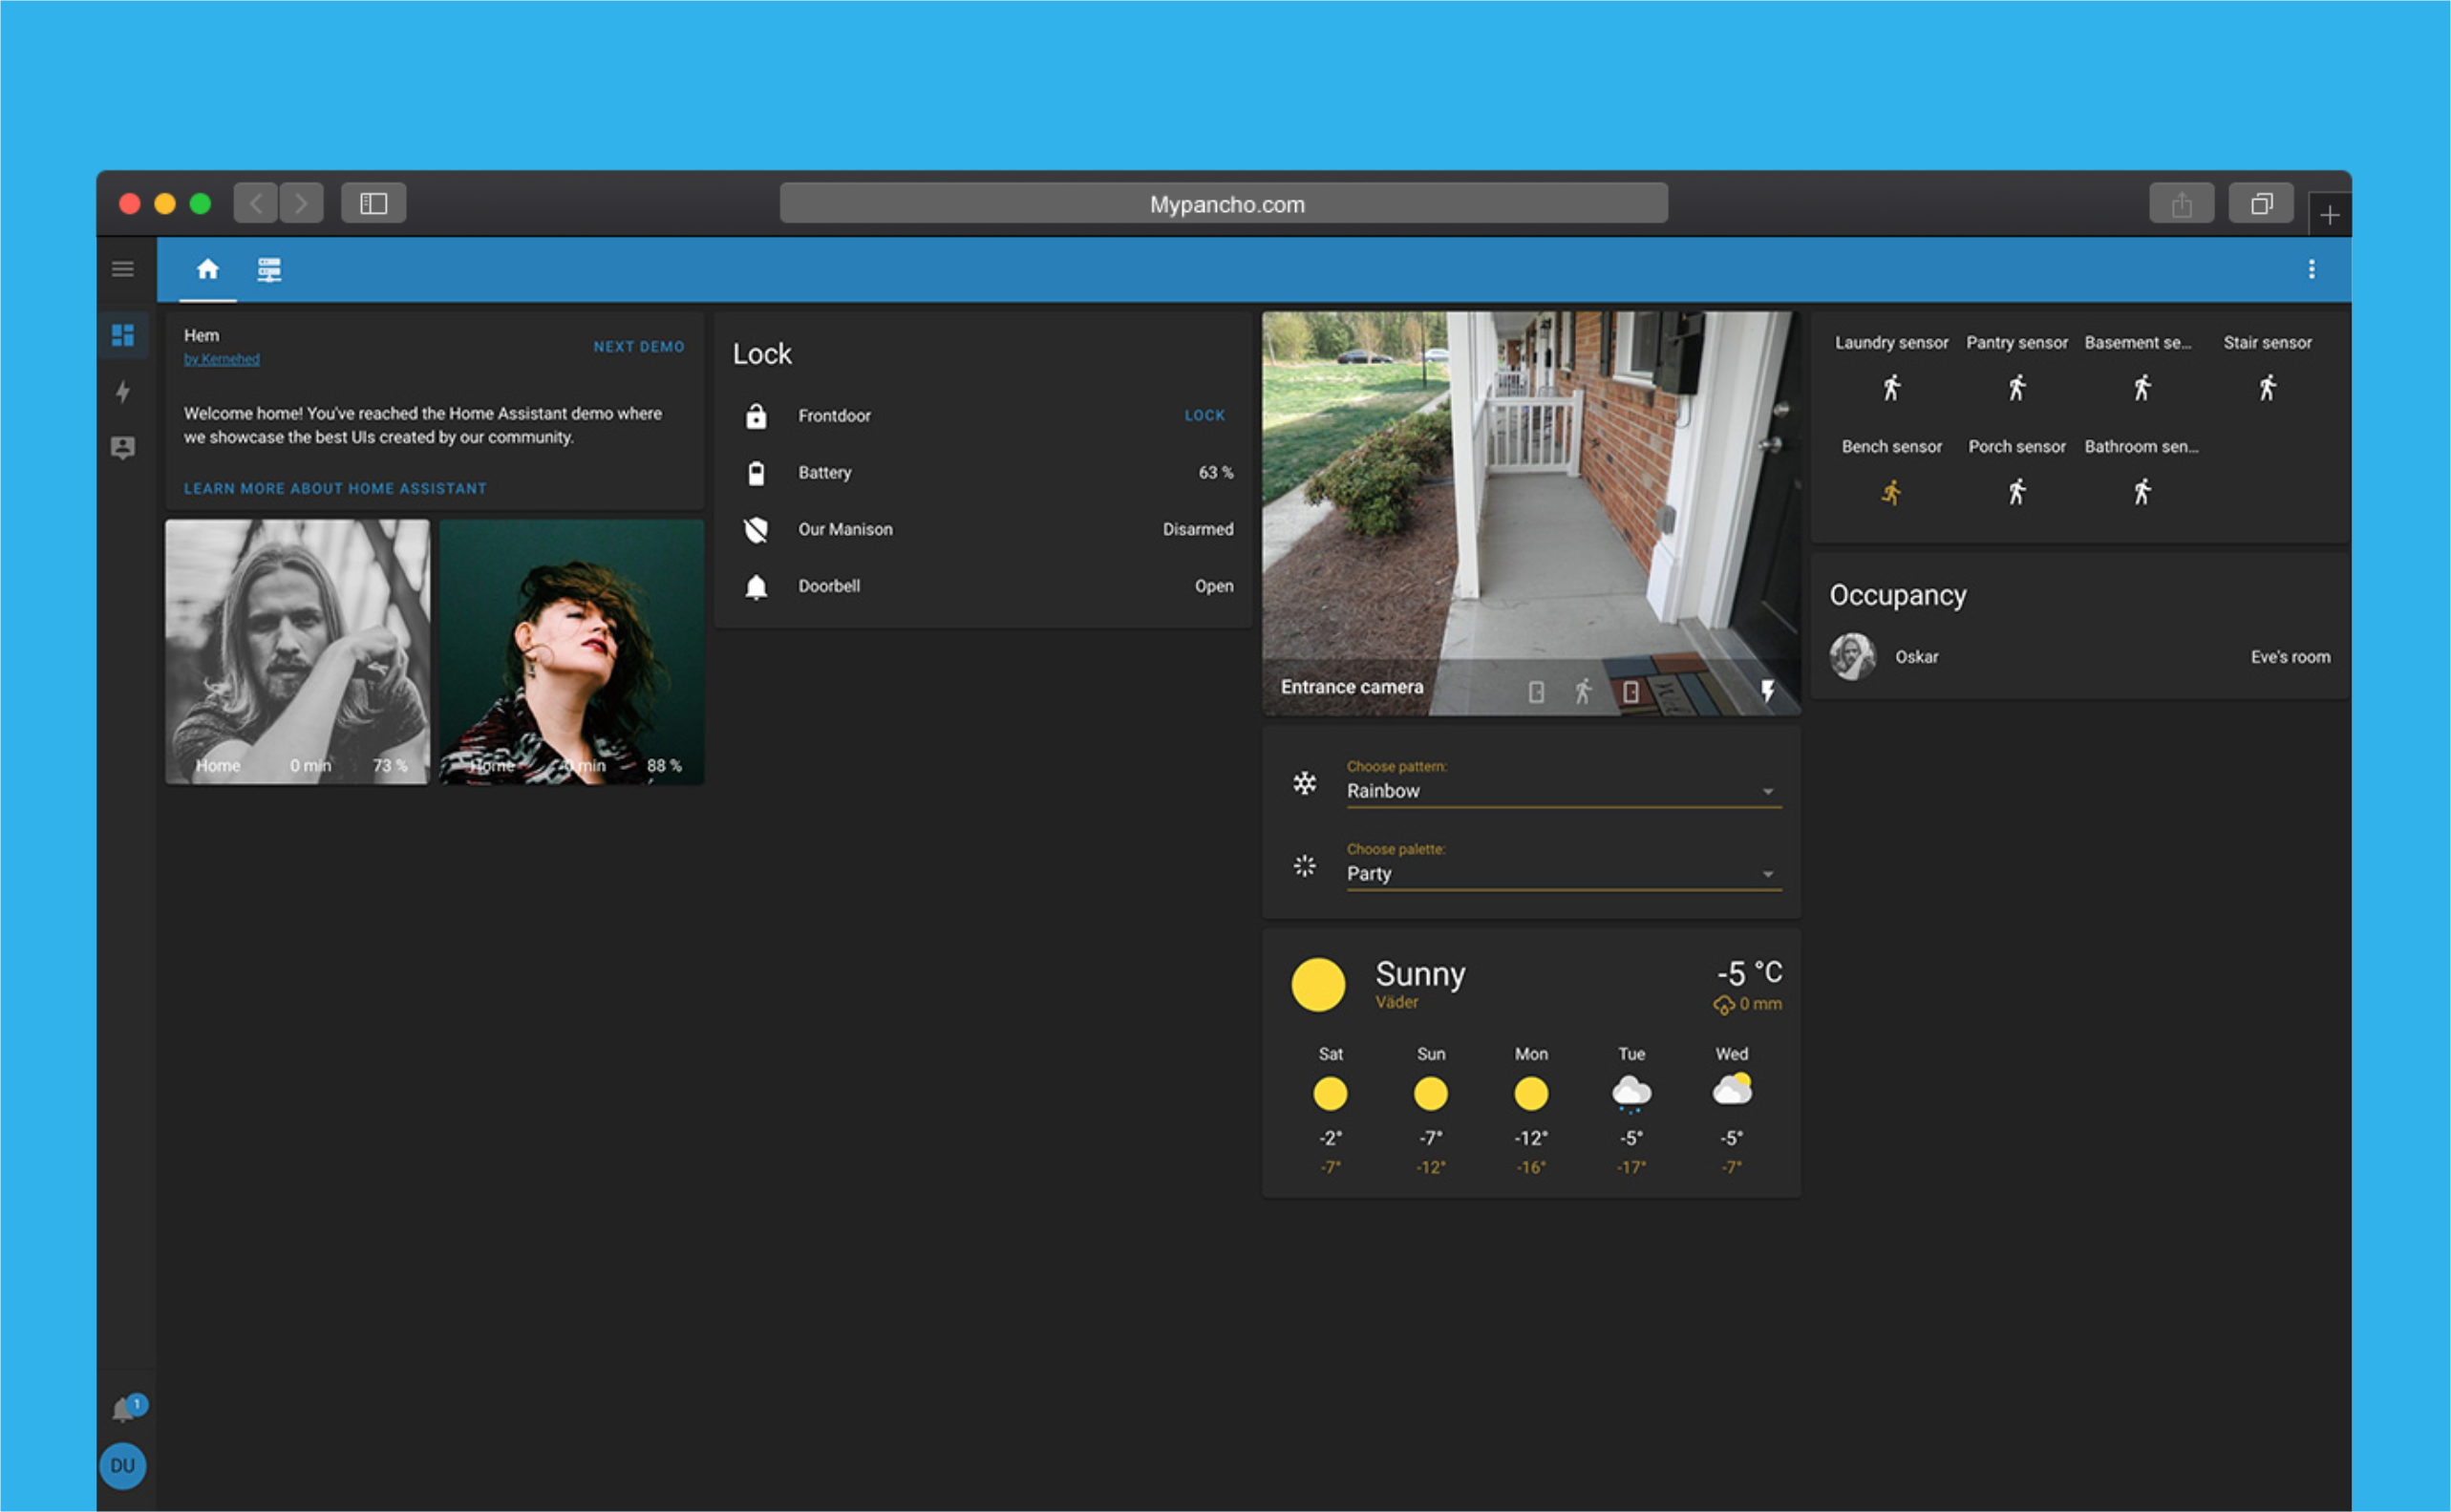 Mypancho.com
Hem
by Kernehed
NEXT DEMO
Welcome home! You've reached the Home Assistant demo where
we showcase the best UIs created by our community.
LEARN MORE ABOUT HOME ASSISTANT
Home 0 min 73 %
Home 0 min 88 %
Lock
Frontdoor LOCK
Battery 63 %
Our Manison Disarmed
Doorbell Open
Entrance camera
Choose pattern:
Rainbow
Choose palette:
Party
Sunny -5 °C
Väder 0 mm
Sat Sun Mon Tue Wed
-2° -7° -12° -5° -5°
-7° -12° -16° -17° -7°
Laundry sensor Pantry sensor Basement se... Stair sensor
Bench sensor Porch sensor Bathroom sen...
Occupancy
Oskar Eve's room
1
DU